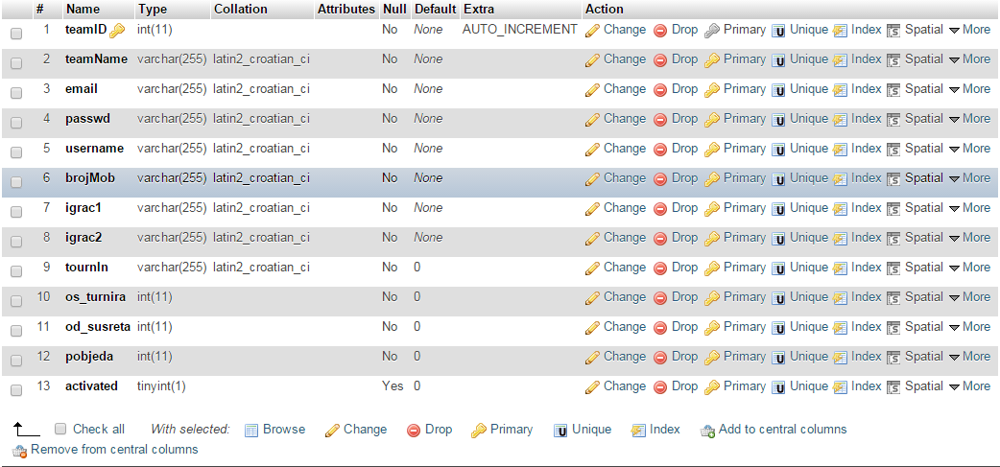 # Name Type Collation Attributes Null Default Extra Action
1 teamID int(11) No None AUTO_INCREMENT Change Drop Primary Unique Index Spatial More
2 teamName varchar(255) latin2_croatian_ci No None Change Drop Primary Unique Index Spatial More
3 email varchar(255) latin2_croatian_ci No None Change Drop Primary Unique Index Spatial More
4 passwd varchar(255) latin2_croatian_ci No None Change Drop Primary Unique Index Spatial More
5 username varchar(255) latin2_croatian_ci No None Change Drop Primary Unique Index Spatial More
6 brojMob varchar(255) latin2_croatian_ci No None Change Drop Primary Unique Index Spatial More
7 igrac1 varchar(255) latin2_croatian_ci No None Change Drop Primary Unique Index Spatial More
8 igrac2 varchar(255) latin2_croatian_ci No None Change Drop Primary Unique Index Spatial More
9 tournIn varchar(255) latin2_croatian_ci No 0 Change Drop Primary Unique Index Spatial More
10 os_turnira int(11) No 0 Change Drop Primary Unique Index Spatial More
11 od_susreta int(11) No 0 Change Drop Primary Unique Index Spatial More
12 pobjeda int(11) No 0 Change Drop Primary Unique Index Spatial More
13 activated tinyint(1) Yes 0 Change Drop Primary Unique Index Spatial More
Check all With selected: Browse Change Drop Primary Unique Index Add to central columns
Remove from central columns